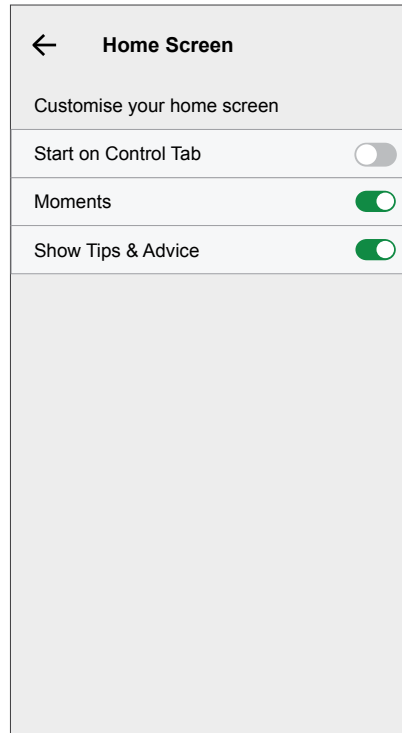 Home Screen
Customise your home screen
Start on Control Tab
Moments
Show Tips & Advice